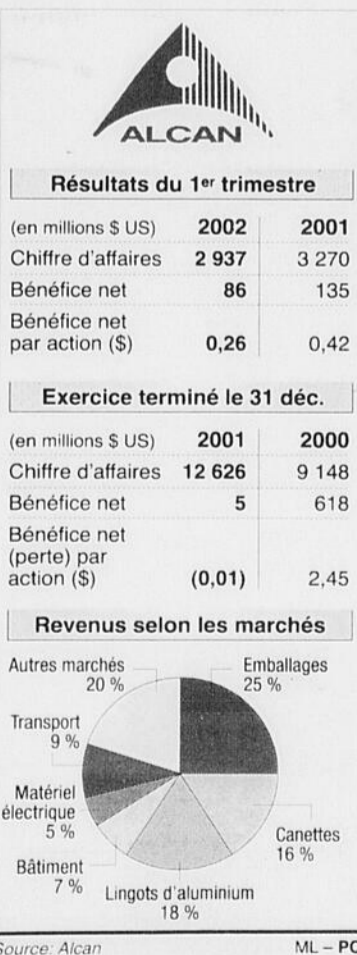 ALCAN
Résultats du 1er trimestre
(en millions $ US) 2002 2001
Chiffre d'affaires 2 937 3 270
Bénéfice net 86 135
Bénéfice net
par action ($) 0,26 0,42
Exercice terminé le 31 déc.
(en millions $ US) 2001 2000
Chiffre d'affaires 12 626 9 148
Bénéfice net 5 618
Bénéfice net
(perte) par
action ($) (0,01) 2,45
Revenus selon les marchés
Autres marchés
20 %
Emballages
25 %
Transport
9 %
Matériel
électrique
5 %
Canettes
16 %
Bâtiment
7 %
Lingots d'aluminium
18 %
Source: Alcan ML – PC